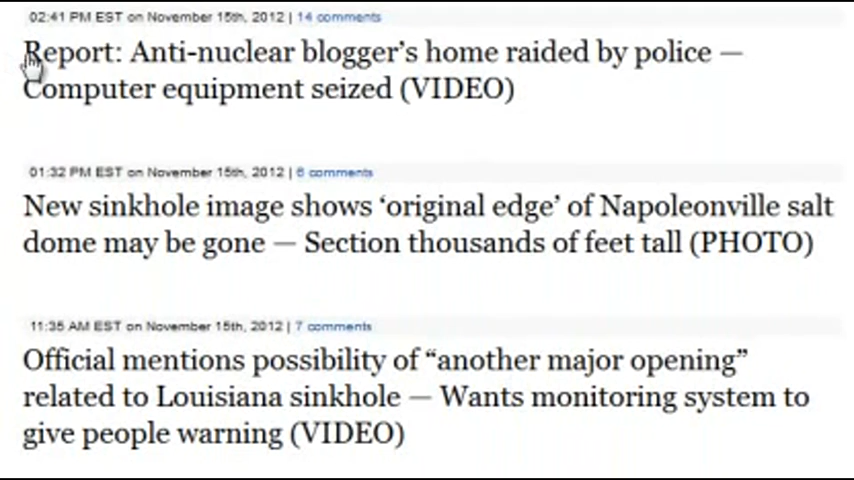 02:41 PM EST on November 15th, 2012 | 14 comments
Report: Anti-nuclear blogger’s home raided by police —
Computer equipment seized (VIDEO)
01:32 PM EST on November 15th, 2012 | 6 comments
New sinkhole image shows ‘original edge’ of Napoleonville salt
dome may be gone — Section thousands of feet tall (PHOTO)
11:35 AM EST on November 15th, 2012 | 7 comments
Official mentions possibility of “another major opening”
related to Louisiana sinkhole — Wants monitoring system to
give people warning (VIDEO)